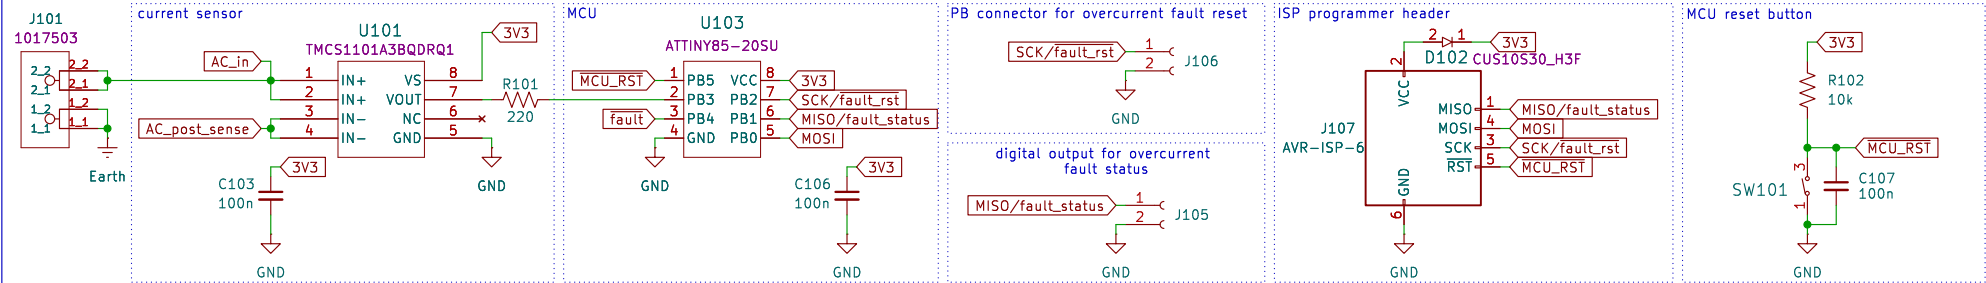 J101
1017503
2_2
2_1
1_2
1_1
2_2
2_1
1_2
1_1
Earth
current sensor
AC_in
AC_post_sense
U101
TMCS1101A3BQDRQ1
1 IN+ VS 8
2 IN+ VOUT 7
3 IN- NC 6
4 IN- GND 5
3V3
R101
220
GND
3V3
C103
100n
GND
MCU
U103
ATTINY85-20SU
MCU_RST
fault
1 PB5 VCC 8
2 PB3 PB2 7
3 PB4 PB1 6
4 GND PB0 5
3V3
SCK/fault_rst
MISO/fault_status
MOSI
GND
3V3
C106
100n
GND
PB connector for overcurrent fault reset
SCK/fault_rst
1
2
J106
GND
digital output for overcurrent
fault status
MISO/fault_status
1
2
J105
GND
ISP programmer header
2 1
3V3
D102 CUS10S30_H3F
2
VCC
J107
AVR-ISP-6
MISO 1 MISO/fault_status
MOSI 4 MOSI
SCK 3 SCK/fault_rst
RST 5 MCU_RST
GND
6
GND
MCU reset button
3V3
R102
10k
MCU_RST
3
SW101
1
C107
100n
GND